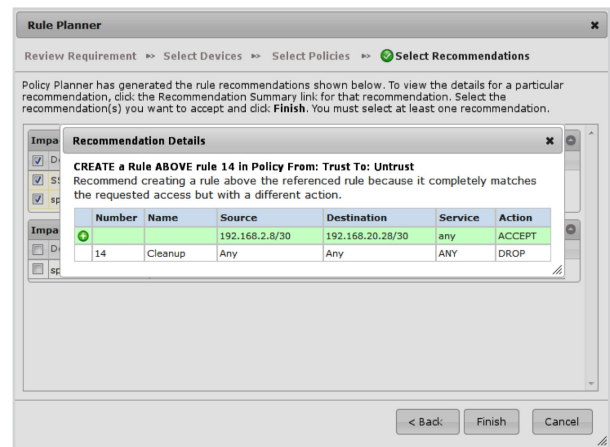 Rule Planner
Review Requirement Select Devices Select Policies Select Recommendations
Policy Planner has generated the rule recommendations shown below. To view the details for a particular
recommendation, click the Recommendation Summary link for that recommendation. Select the
recommendation(s) you want to accept and click Finish. You must select at least one recommendation.
Impa
Recommendation Details
CREATE a Rule ABOVE rule 14 in Policy From: Trust To: Untrust
Recommend creating a rule above the referenced rule because it completely matches
the requested access but with a different action.
Number Name Source Destination Service Action
192.168.2.8/30 192.168.20.28/30 any ACCEPT
14 Cleanup Any Any ANY DROP
Impa
sp
< Back Finish Cancel